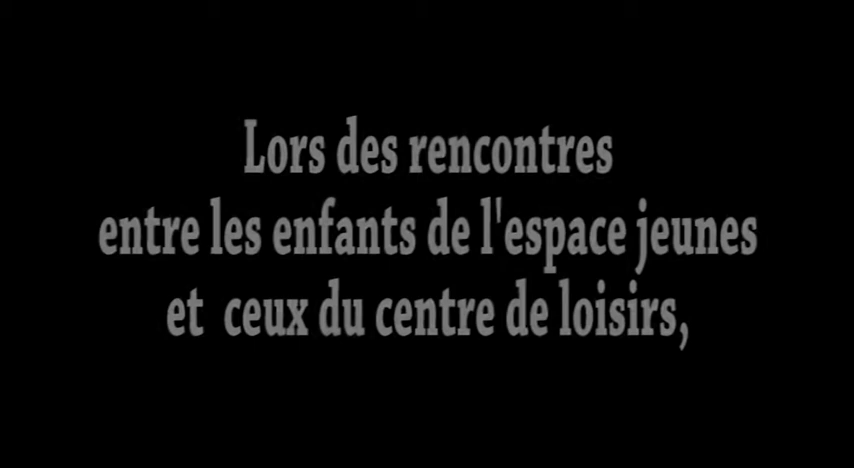 Lors des rencontres
entre les enfants de l'espace jeunes
et ceux du centre de loisirs,